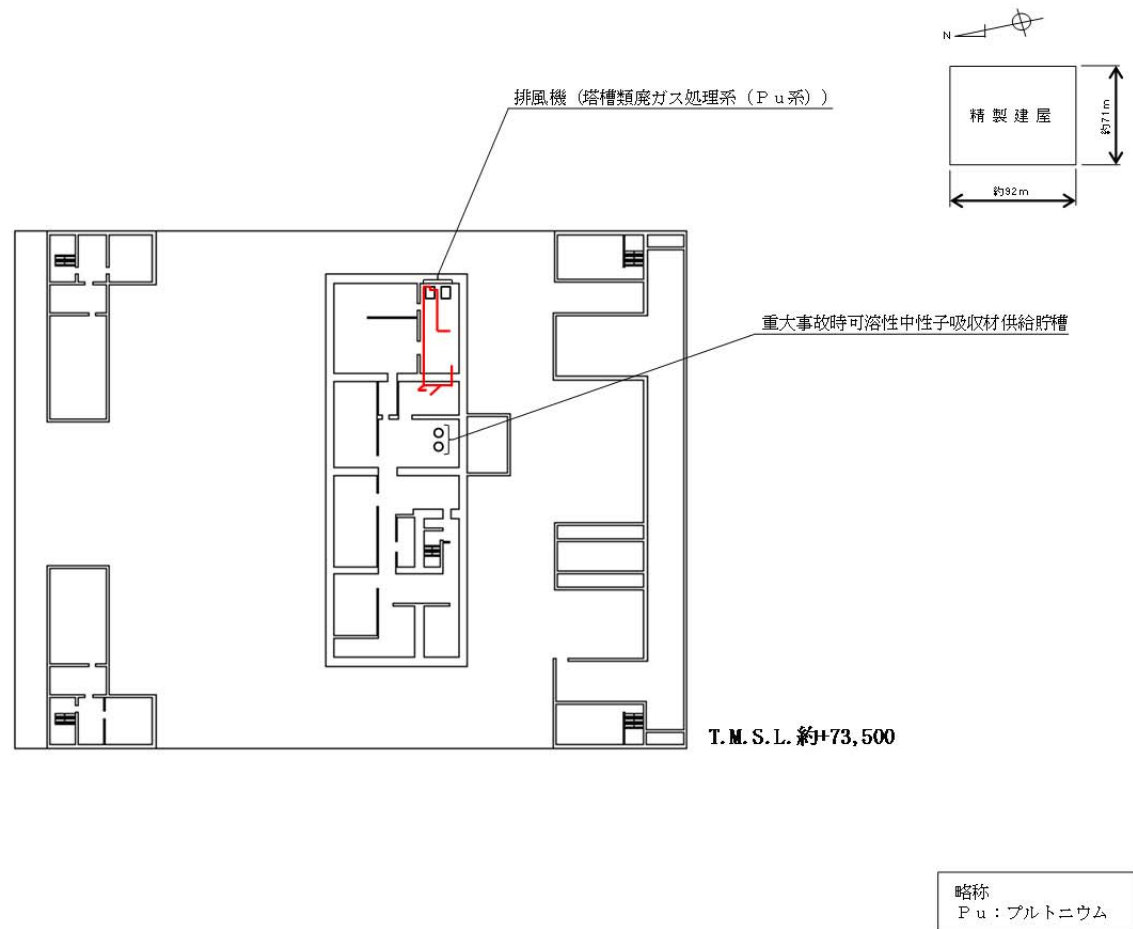 N
排風機（塔槽類廃ガス処理系（Ｐｕ系））
精製建屋
約71m
約92m
重大事故時可溶性中性子吸収材供給貯槽
T.M.S.L.約+73,500
略称
Ｐｕ：プルトニウム